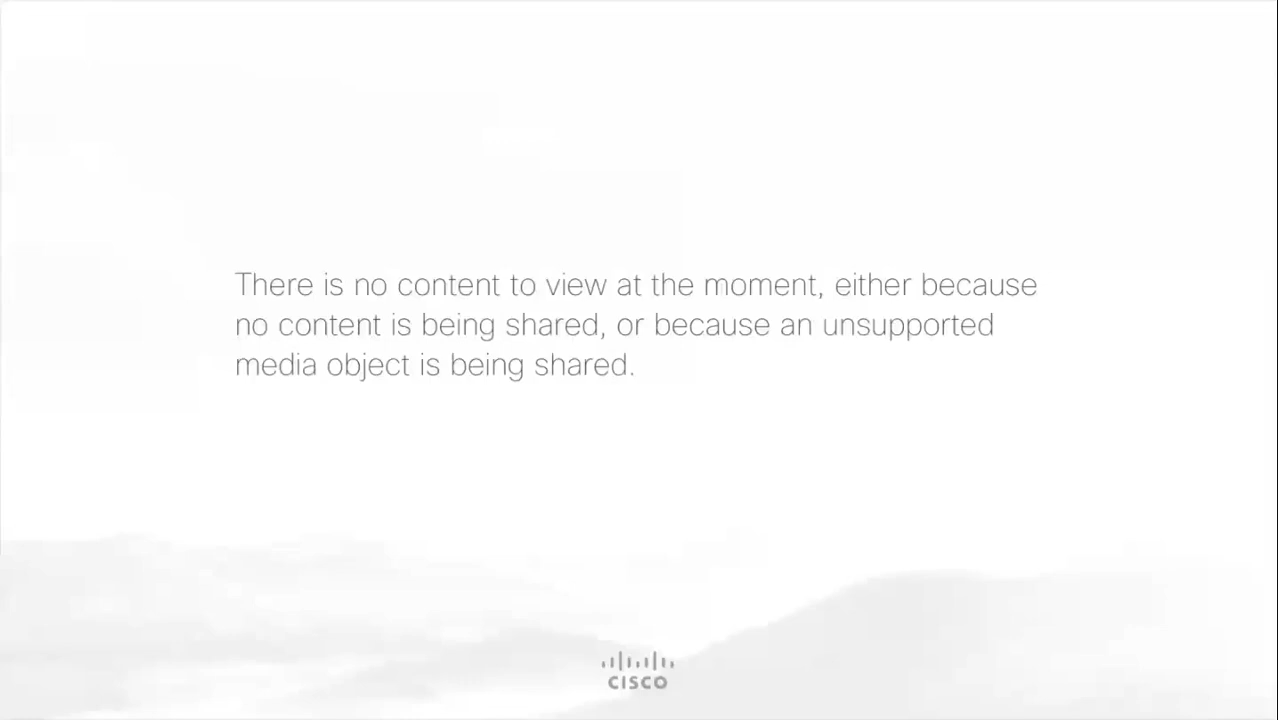 There is no content to view at the moment, either because
no content is being shared, or because an unsupported
media object is being shared.
CISCO